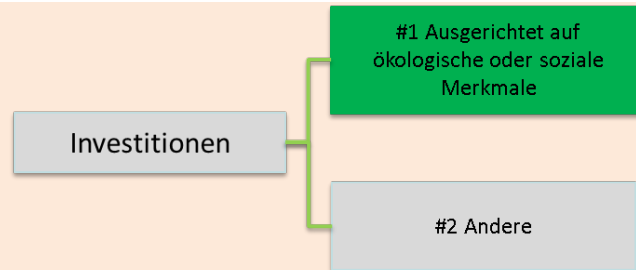 #1 Ausgerichtet auf
ökologische oder soziale
Merkmale
Investitionen
#2 Andere